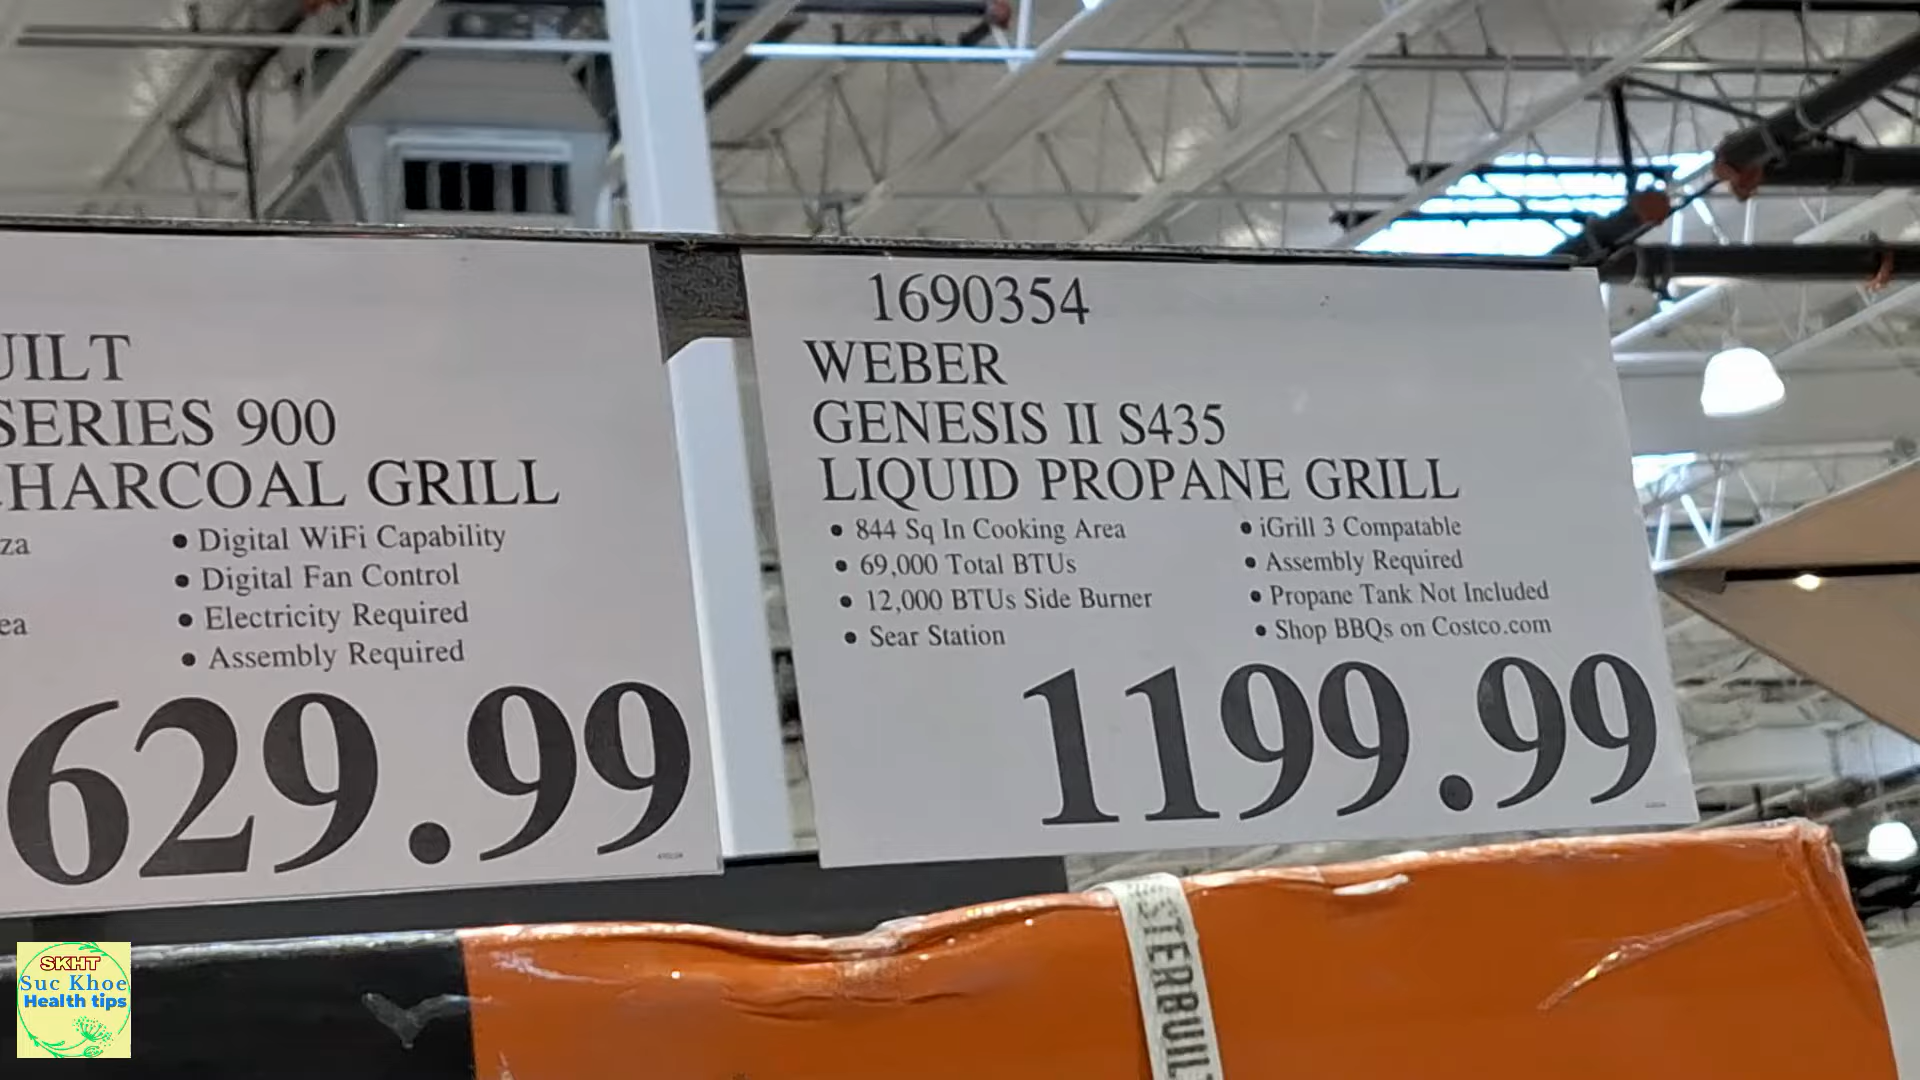 UILT
SERIES 900
CHARCOAL GRILL
za
ea
• Digital WiFi Capability
• Digital Fan Control
• Electricity Required
• Assembly Required
629.99
1690354
WEBER
GENESIS II S435
LIQUID PROPANE GRILL
• 844 Sq In Cooking Area
• 69,000 Total BTUs
• 12,000 BTUs Side Burner
• Sear Station
• iGrill 3 Compatable
• Assembly Required
• Propane Tank Not Included
• Shop BBQs on Costco.com
1199.99
STERBUILT
SKHT
Suc Khoe
Health tips